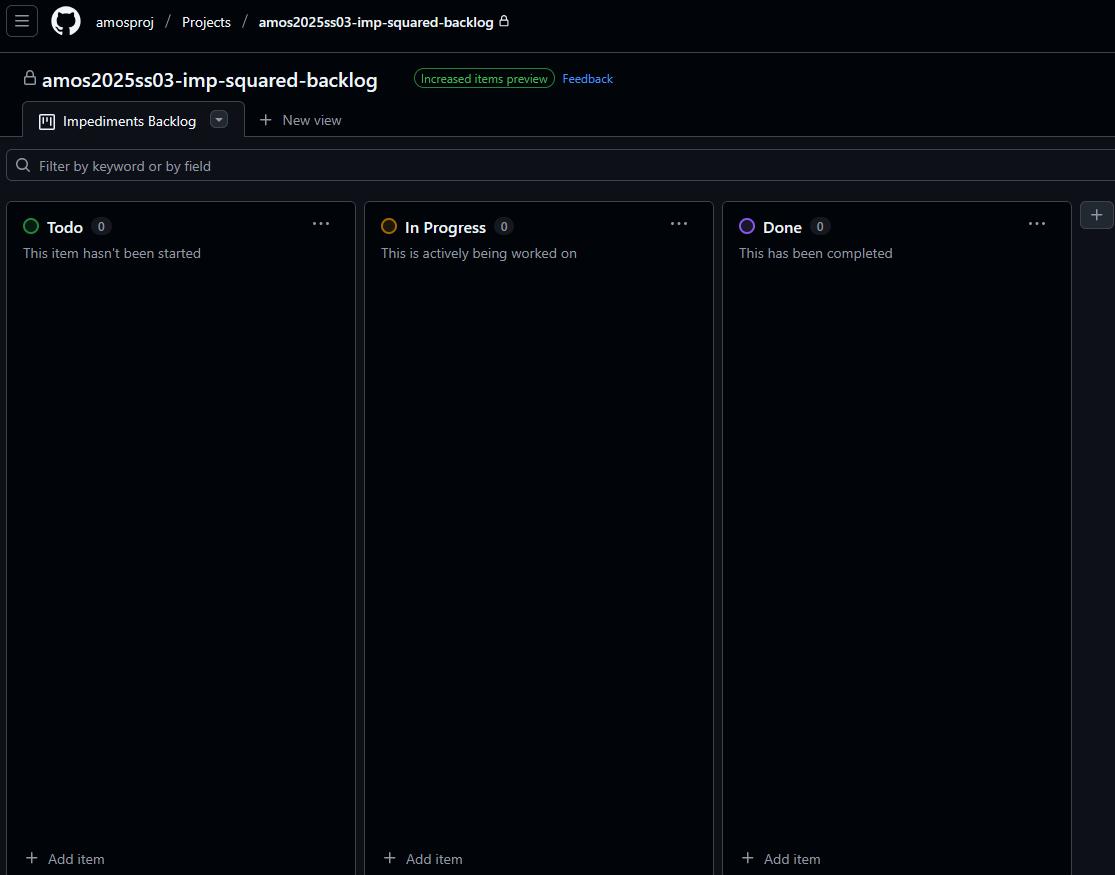 amosproj / Projects / amos2025ss03-imp-squared-backlog
amos2025ss03-imp-squared-backlog Increased items preview Feedback
Impediments Backlog + New view
Filter by keyword or by field
Todo 0 ...
This item hasn't been started
+ Add item
In Progress 0 ...
This is actively being worked on
+ Add item
Done 0 ...
This has been completed
+ Add item
+